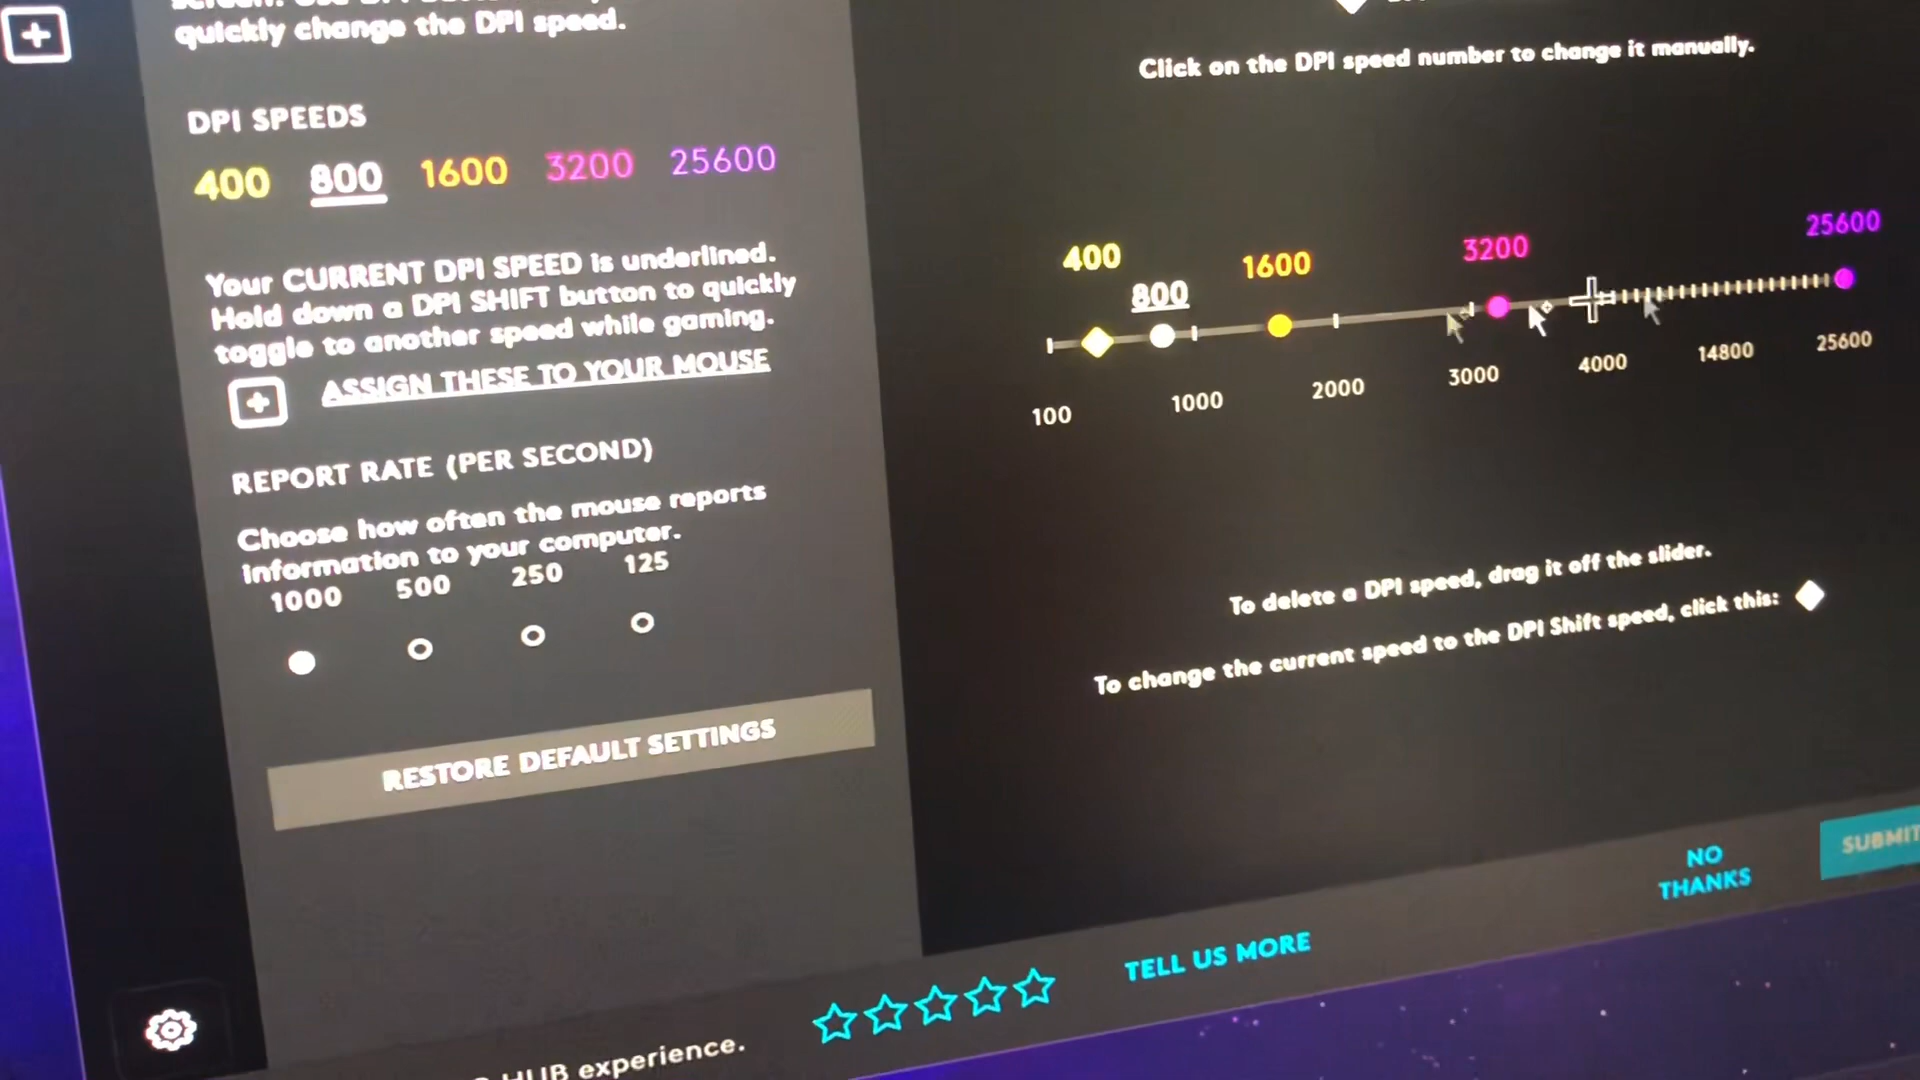 quickly change the DPI speed.
DPI SPEEDS
400 800 1600 3200 25600
Your CURRENT DPI SPEED is underlined.
Hold down a DPI SHIFT button to quickly
toggle to another speed while gaming.
ASSIGN THESE TO YOUR MOUSE
REPORT RATE (PER SECOND)
Choose how often the mouse reports
information to your computer.
1000 500 250 125
RESTORE DEFAULT SETTINGS
Click on the DPI speed number to change it manually.
400 800 1600 3200 25600
100 1000 2000 3000 4000 14800 25600
To delete a DPI speed, drag it off the slider.
To change the current speed to the DPI Shift speed, click this:
HUB experience.
TELL US MORE
NO
THANKS
SUBMIT